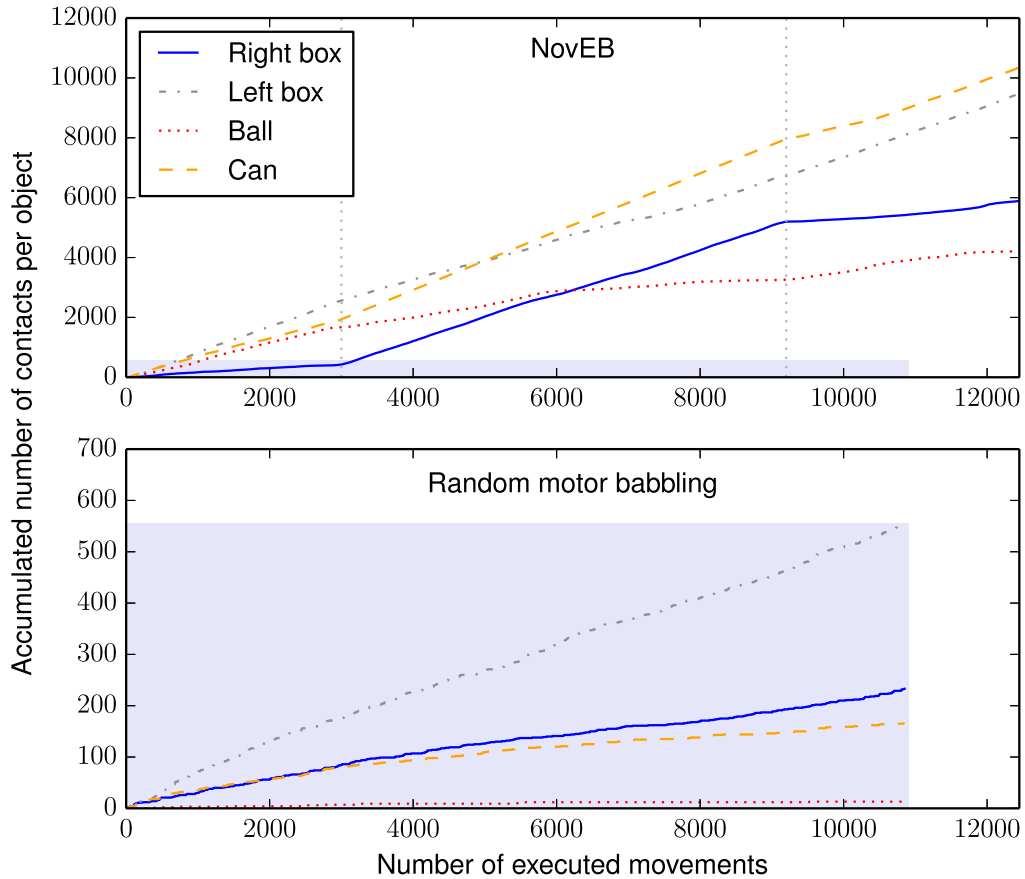 12000
10000
8000
6000
4000
2000
0
NovEB
Right box
Left box
Ball
Can
0 2000 4000 6000 8000 10000 12000
Accumulated number of contacts per object
700
600
500
400
300
200
100
0
Random motor babbling
0 2000 4000 6000 8000 10000 12000
Number of executed movements